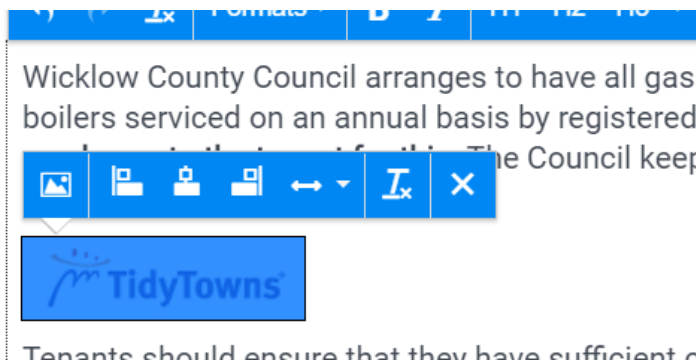 Formats B I H1 H2 H3
Wicklow County Council arranges to have all gas
boilers serviced on an annual basis by registered
The Council keep
TidyTowns
Tenants should ensure that they have sufficient